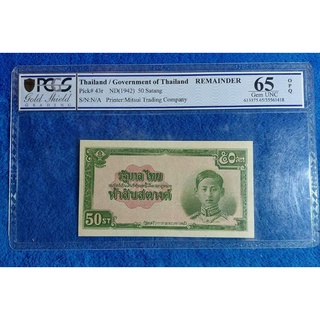 PCGS
Gold Shield
Thailand / Government of Thailand REMAINDER
Pick# 43r ND(1942) 50 Satang
S/N:N/A Printer:Mitsui Trading Company
65 OPQ
Gem UNC
รัฐบาลไทย
ห้าสิบสตางค์
50 ST